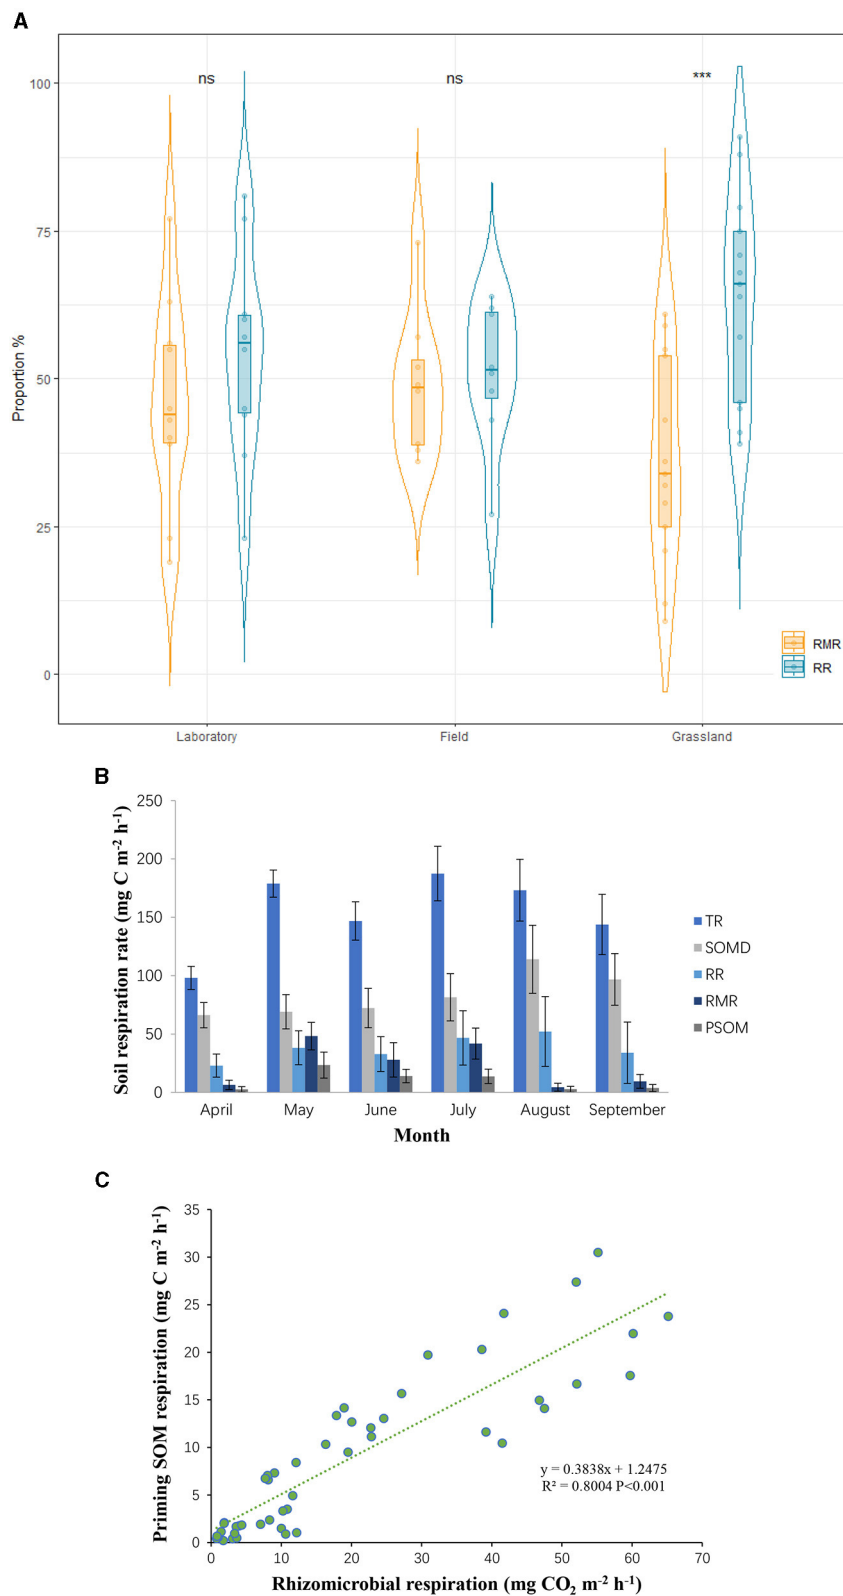 A
ns ns ***
100
75
50
25
0
Proportion %
RMR
RR
Laboratory Field Grassland
B
Soil respiration rate (mg C m-2 h-1)
250
200
150
100
50
0
TR
SOMD
RR
RMR
PSOM
April May June July August September
Month
C
Priming SOM respiration (mg C m-2 h-1)
35
30
25
20
15
10
5
0
y = 0.3838x + 1.2475
R² = 0.8004 P<0.001
0 10 20 30 40 50 60 70
Rhizomicrobial respiration (mg CO2 m-2 h-1)